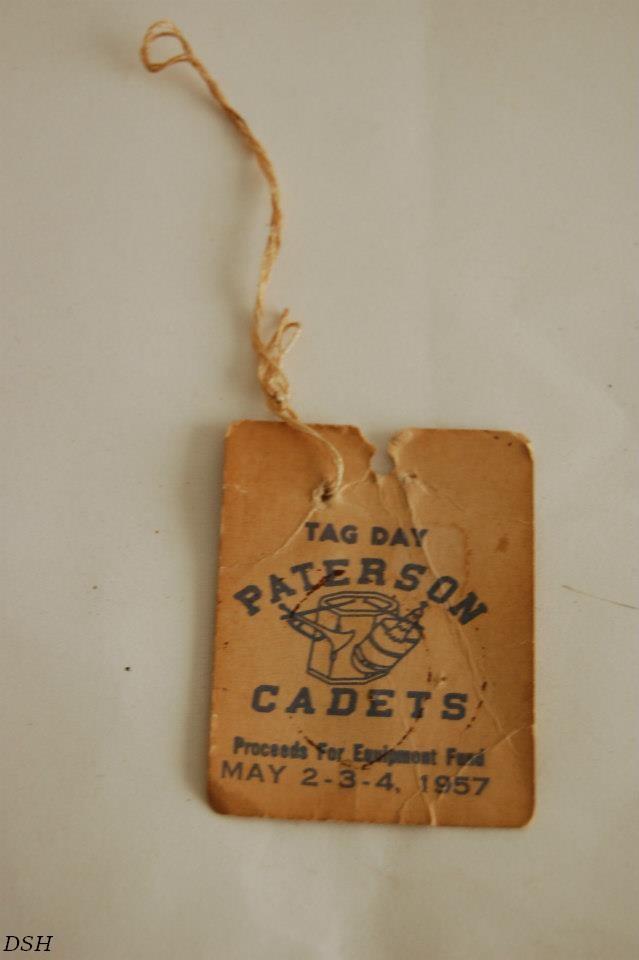 TAG DAY
PATERSON
CADETS
Proceeds For Equipment Fund
MAY 2-3-4, 1957
DSH